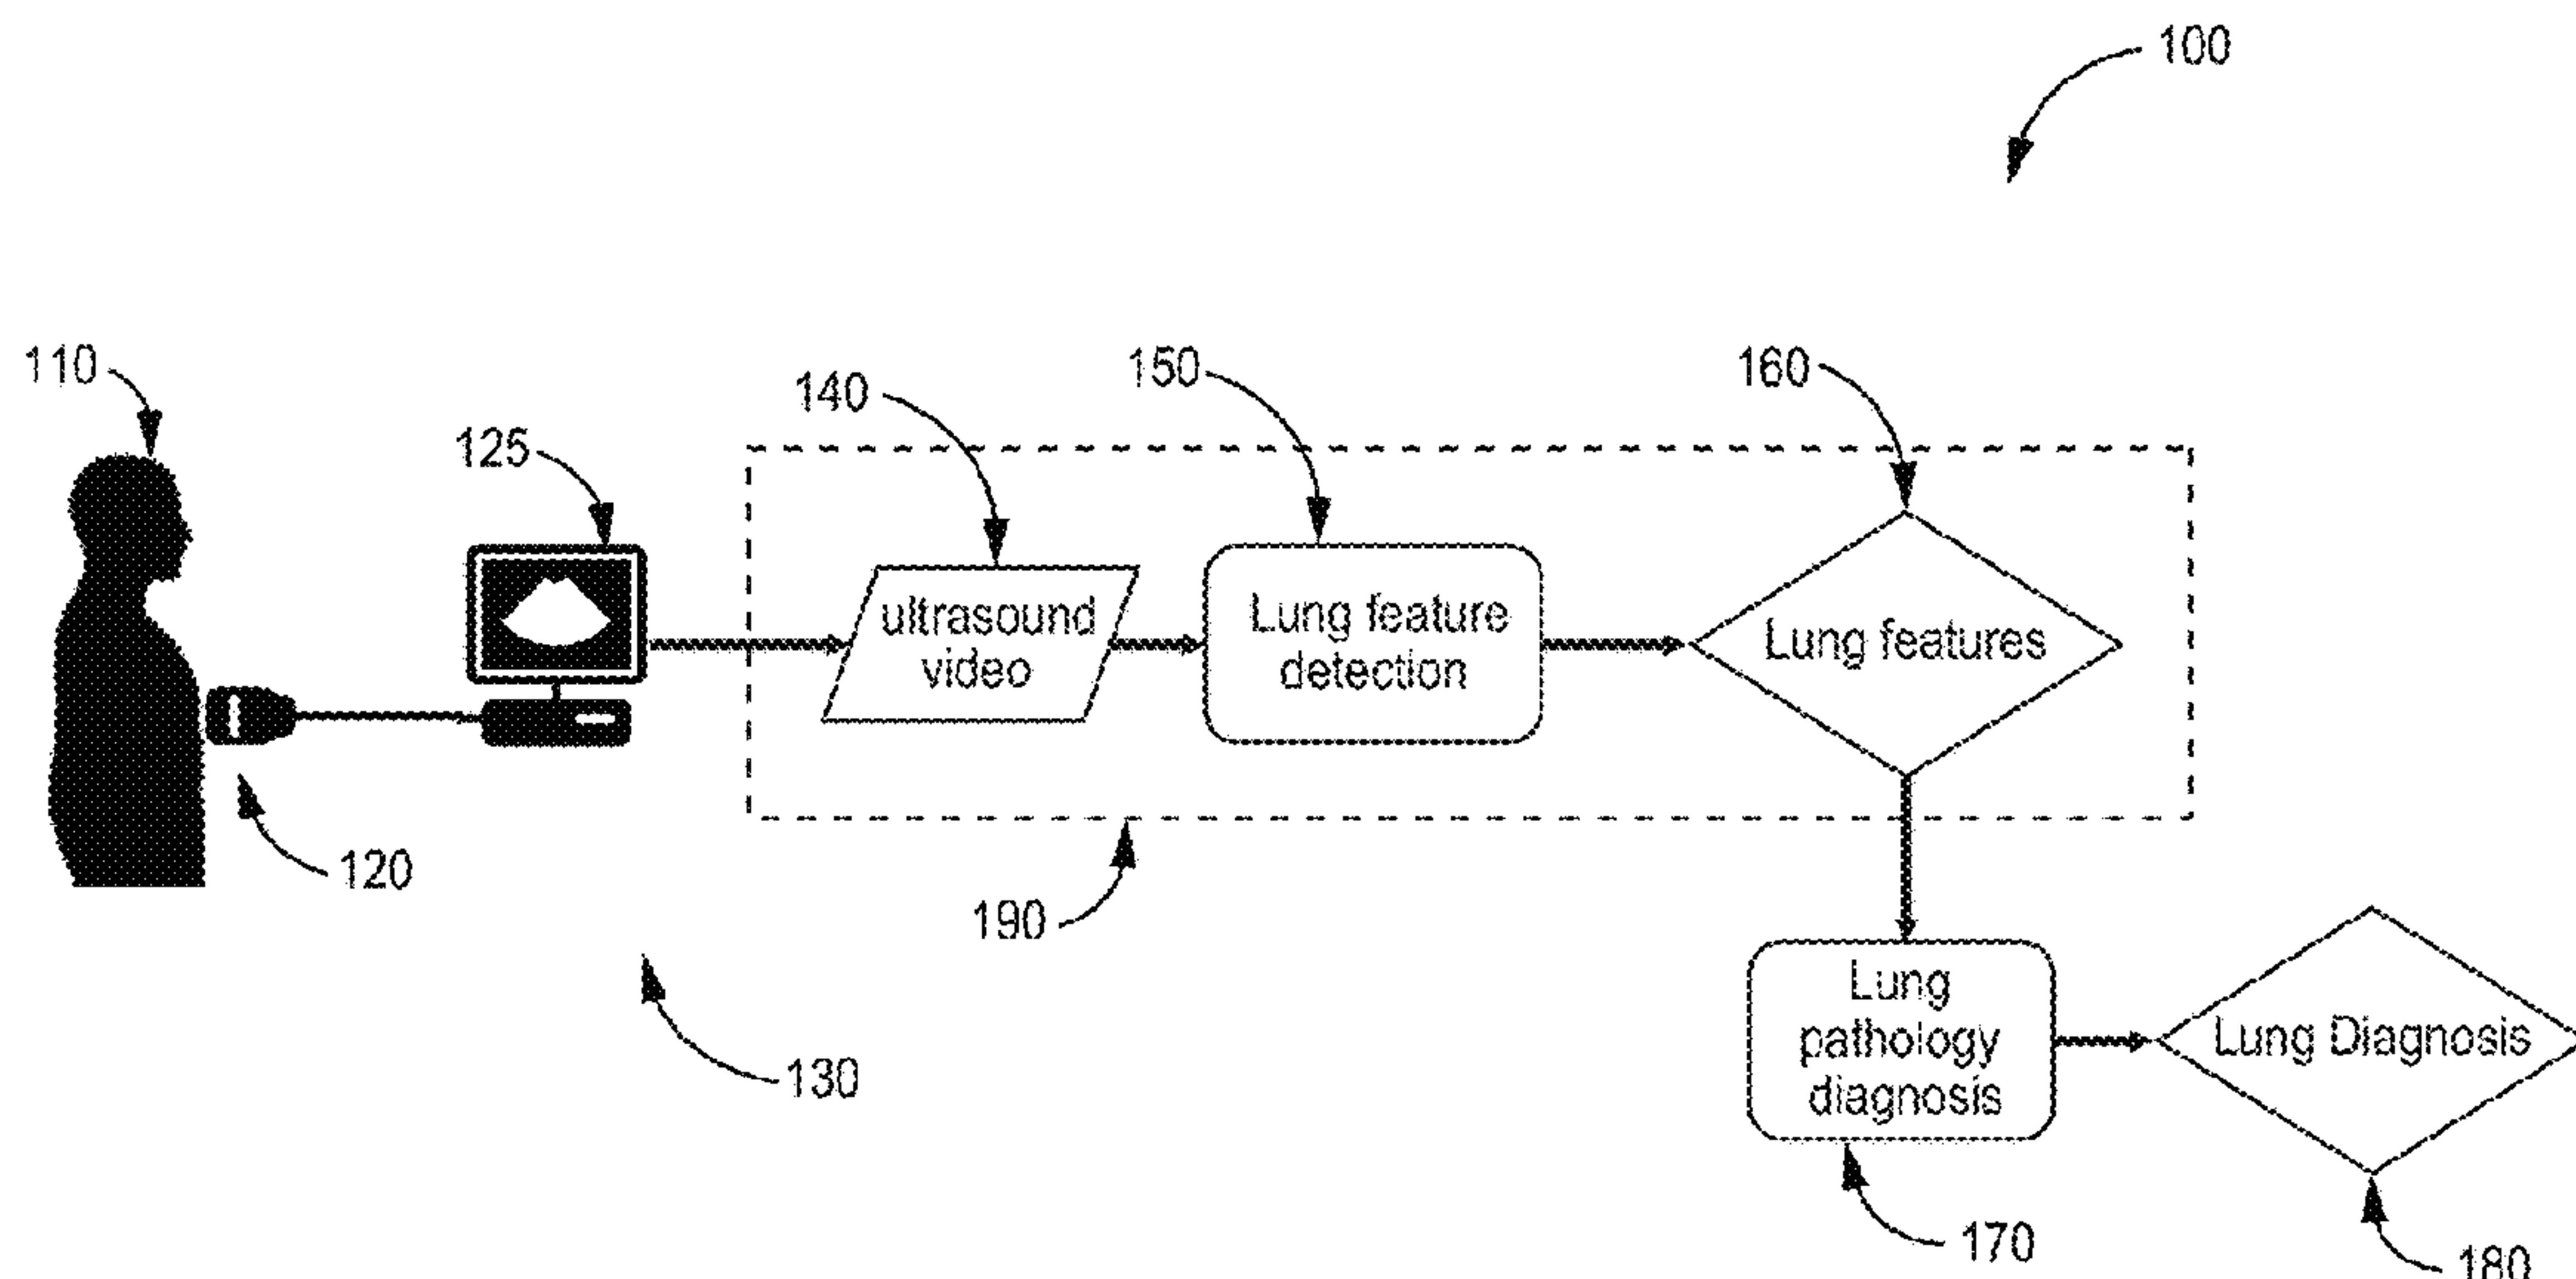 100
110
125
140
150
160
ultrasound
video
Lung feature
detection
Lung features
120
190
130
Lung
pathology
diagnosis
Lung Diagnosis
170
180